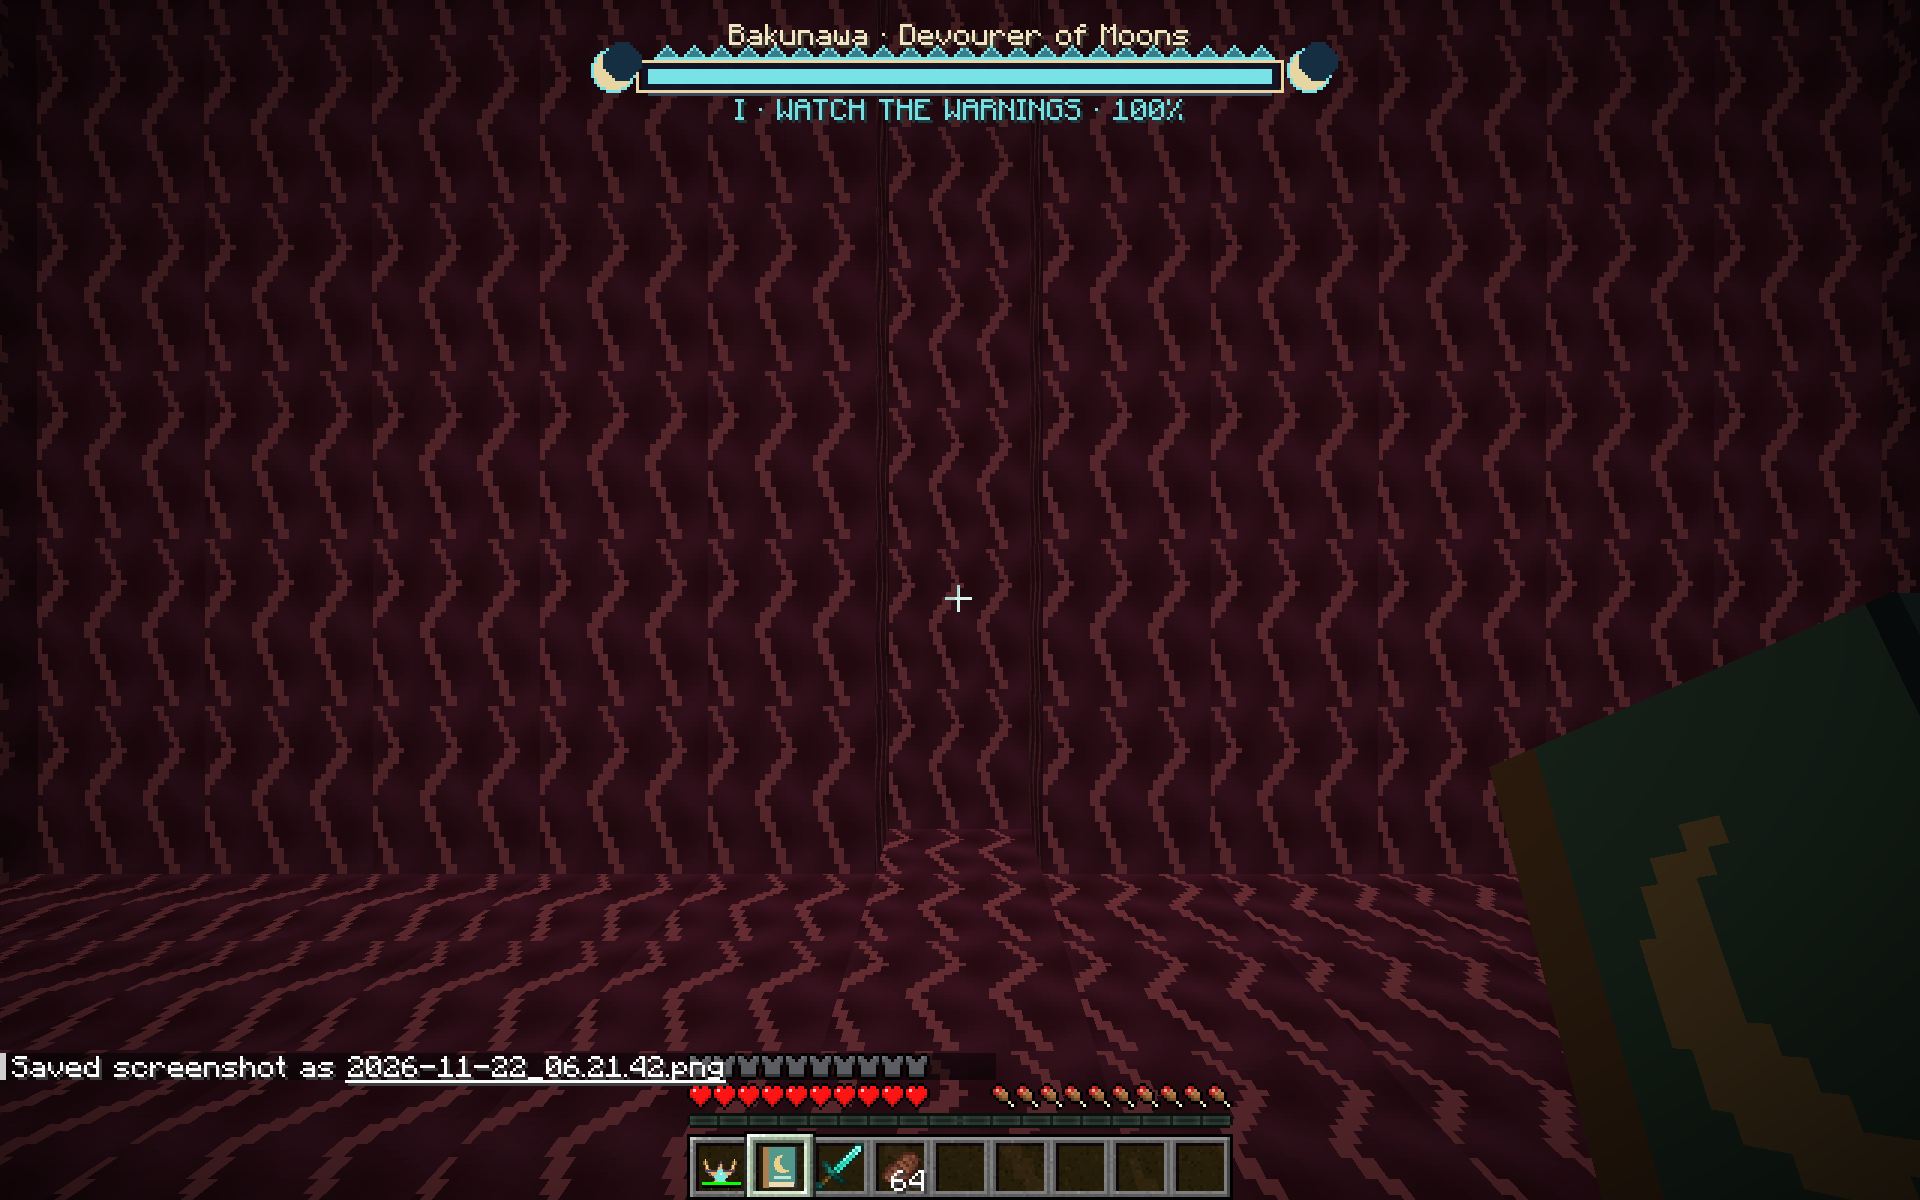 Bakunawa · Devourer of Moons
I · WATCH THE WARNINGS · 100%
Saved screenshot as 2026-11-22_06.21.42.png
64